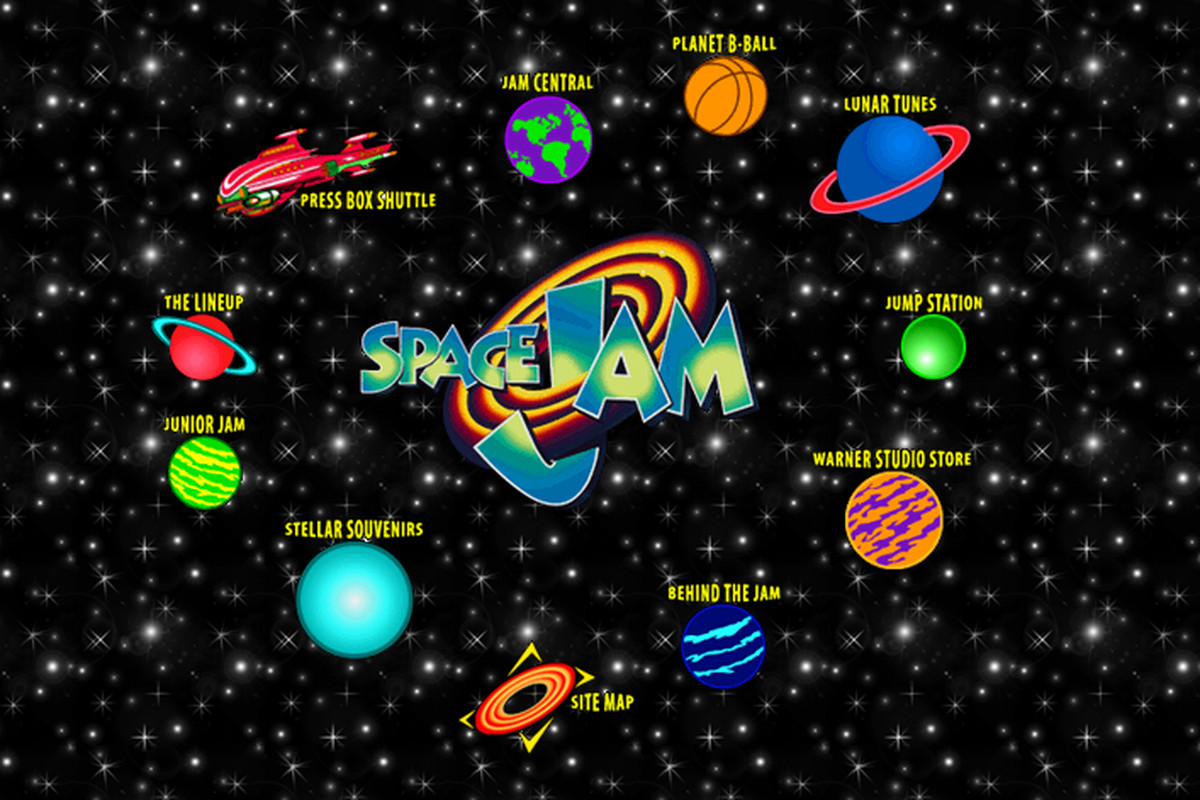 PLANET B-BALL
JAM CENTRAL
LUNAR TUNES
PRESS BOX SHUTTLE
THE LINEUP
JUMP STATION
SPACE JAM
JUNIOR JAM
WARNER STUDIO STORE
STELLAR SOUVENIRS
BEHIND THE JAM
SITE MAP